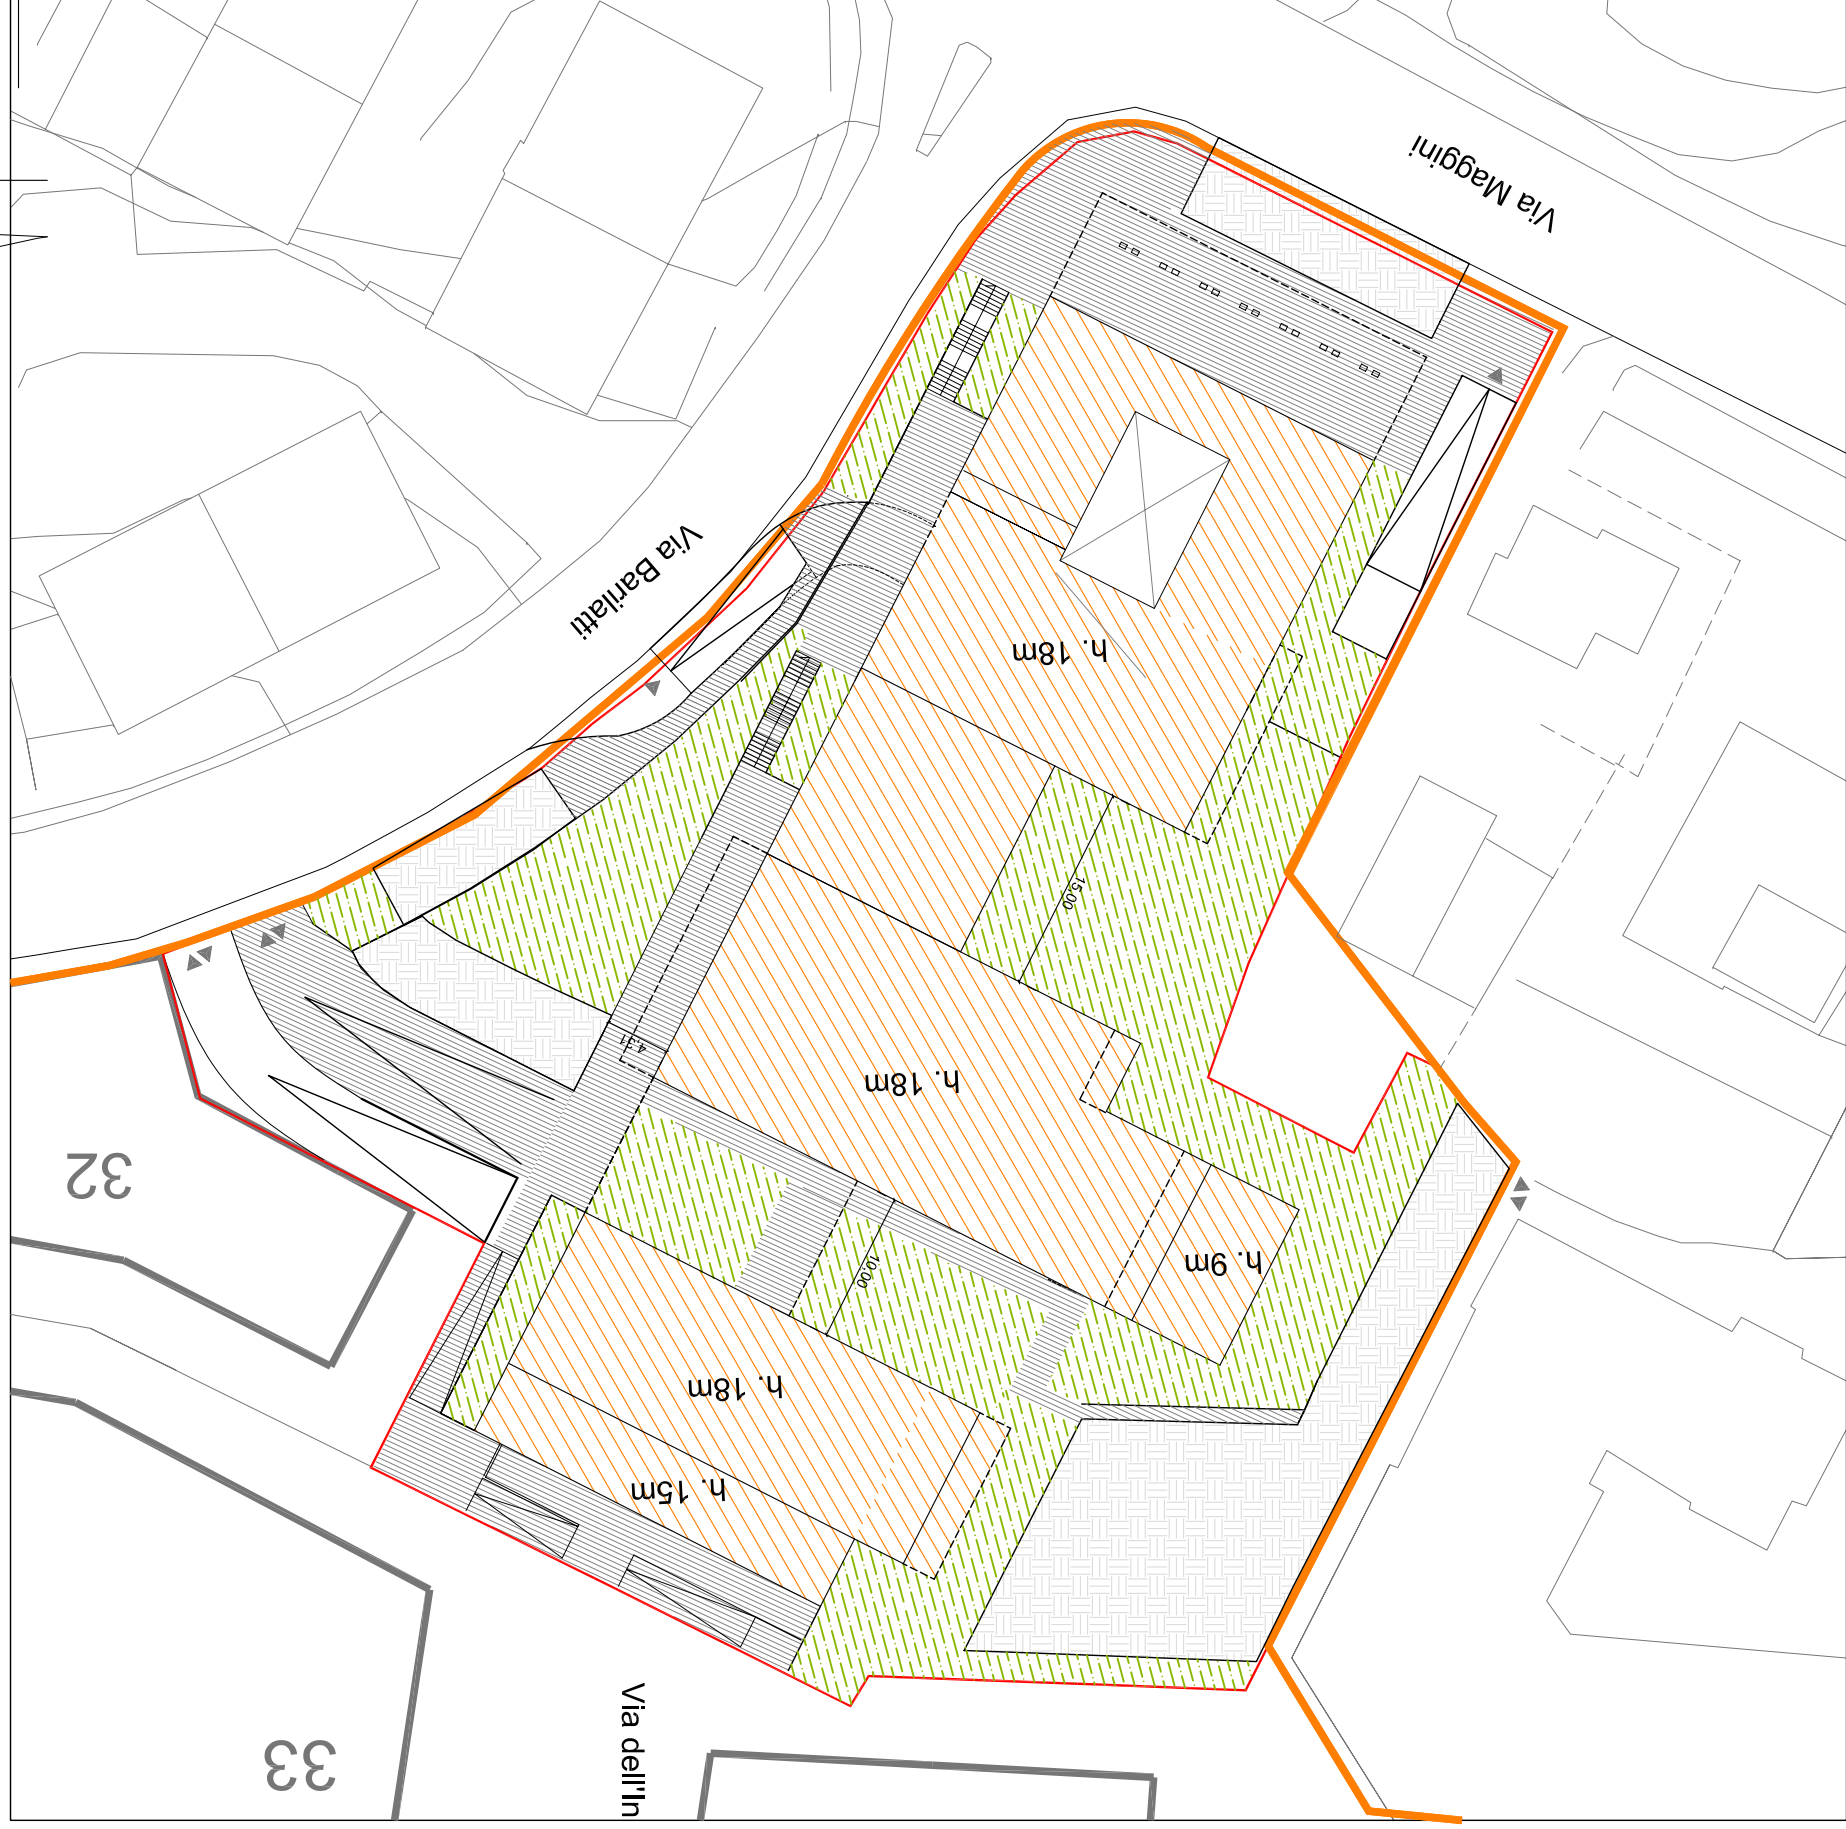 Via Maggini
Via Barilatti
h. 18m
15,00
4,31
h. 18m
32
h. 9m
10,00
h. 18m
h. 15m
Via dell'In
33